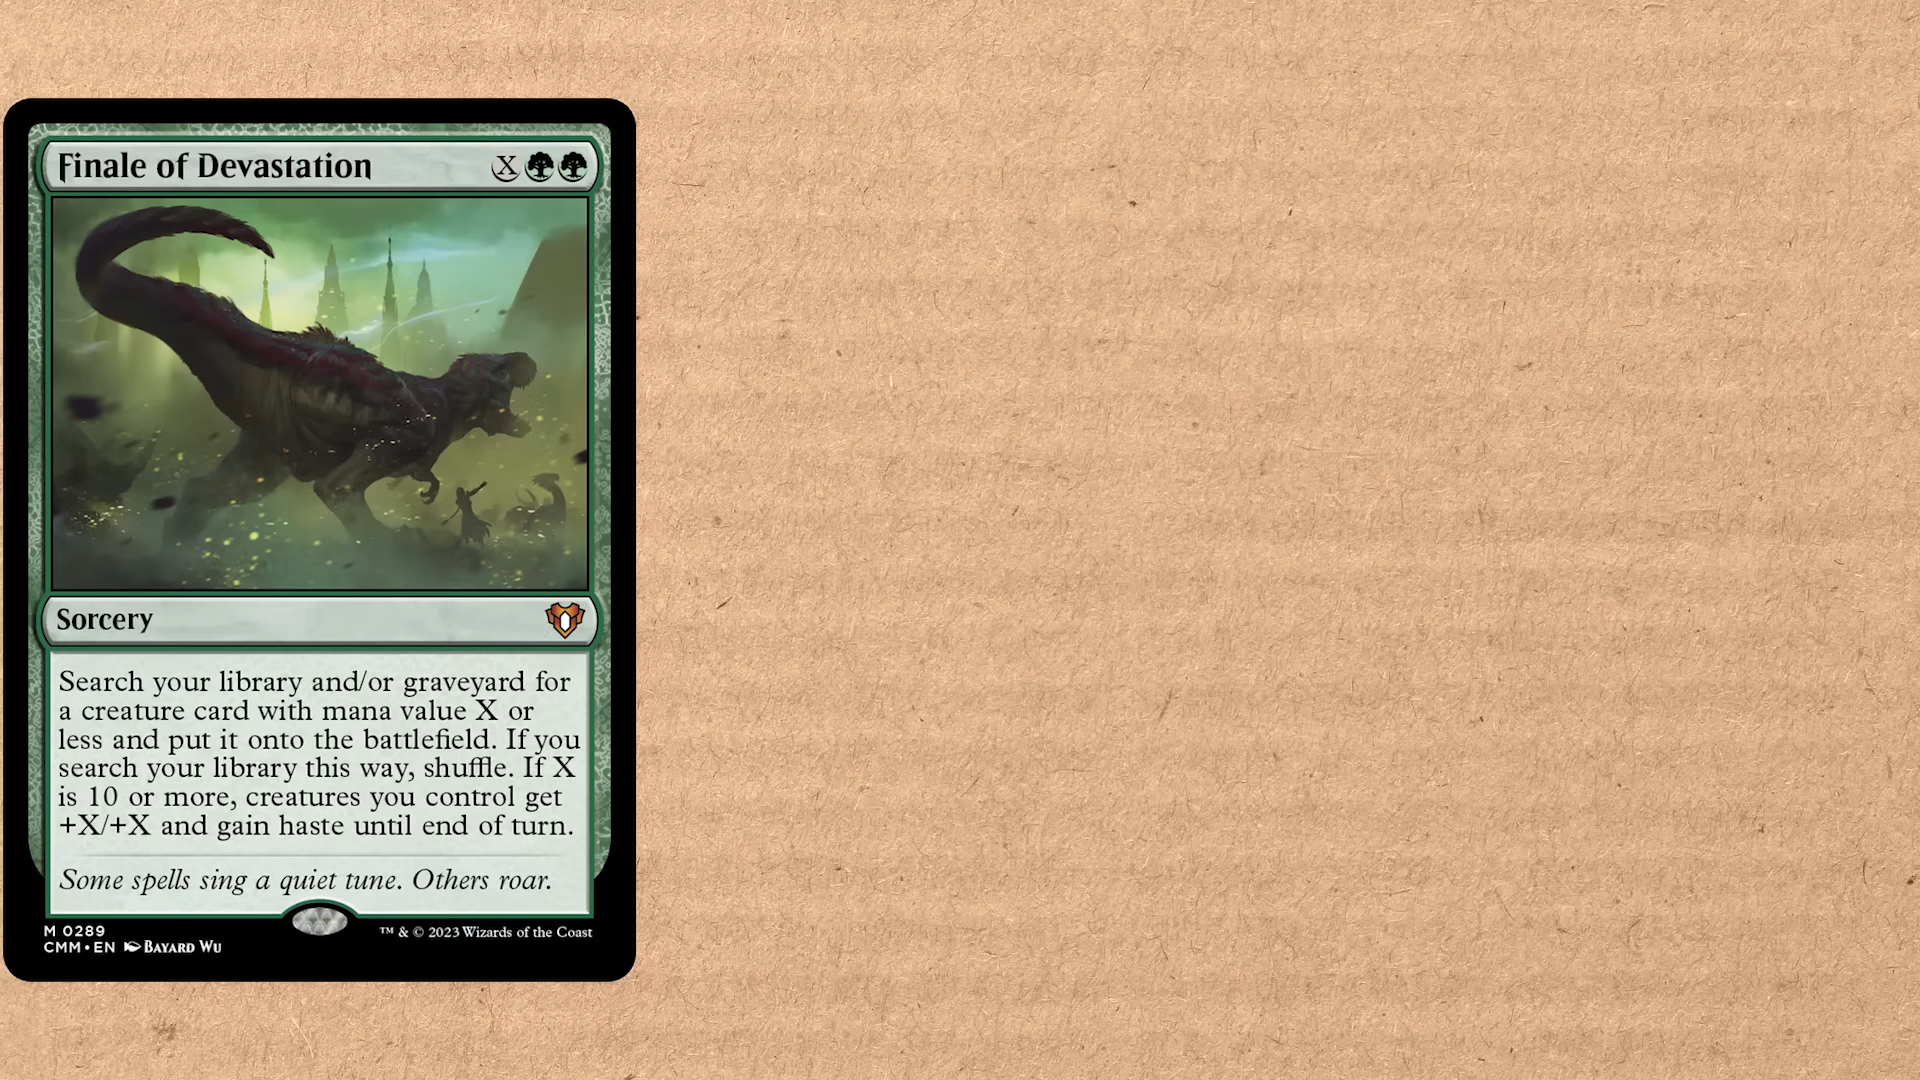 Finale of Devastation X
Sorcery
Search your library and/or graveyard for
a creature card with mana value X or
less and put it onto the battlefield. If you
search your library this way, shuffle. If X
is 10 or more, creatures you control get
+X/+X and gain haste until end of turn.
Some spells sing a quiet tune. Others roar.
M 0289
CMM • EN Bayard Wu
™ & © 2023 Wizards of the Coast